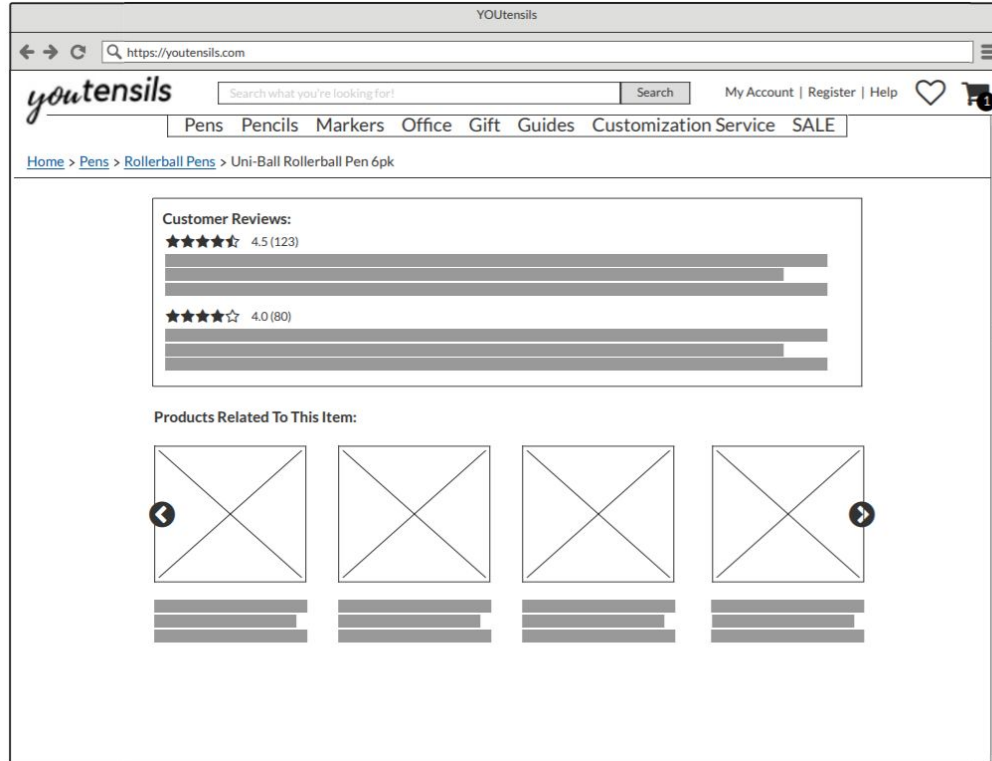 YOUtensils
https://youtensils.com
youtensils
Search what you're looking for!
Search
My Account | Register | Help
1
Pens Pencils Markers Office Gift Guides Customization Service SALE
Home > Pens > Rollerball Pens > Uni-Ball Rollerball Pen 6pk
Customer Reviews:
4.5 (123)
4.0 (80)
Products Related To This Item: